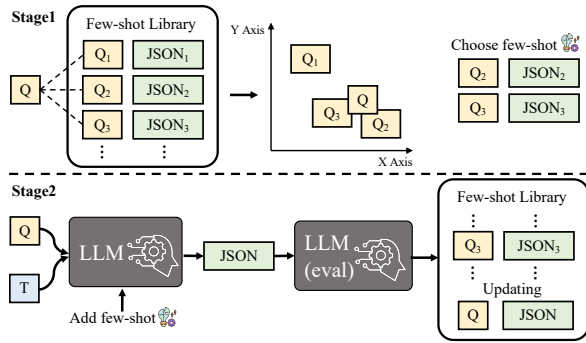 Stage1
Few-shot Library
Q
Q1 JSON1
Q2 JSON2
Q3 JSON3
⋮ ⋮
Y Axis
Q1
Q
Q3
Q2
X Axis
Choose few-shot
Q2 JSON2
Q3 JSON3
Stage2
Q
T
LLM
Add few-shot
JSON
LLM
(eval)
Few-shot Library
⋮ ⋮
Q3 JSON3
⋮ ⋮
Updating
Q JSON